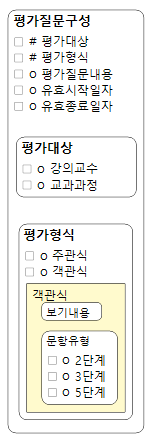 평가질문구성
# 평가대상
# 평가형식
o 평가질문내용
o 유효시작일자
o 유효종료일자
평가대상
o 강의교수
o 교과과정
평가형식
o 주관식
o 객관식
객관식
보기내용
문항유형
o 2단계
o 3단계
o 5단계